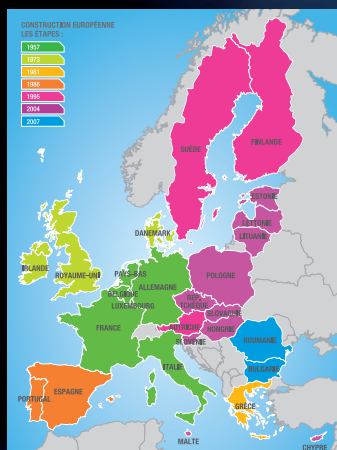 CONSTRUCTION EUROPÉENNE
LES ÉTAPES :
1957
1973
1981
1986
1995
2004
2007
SUÈDE
FINLANDE
ESTONIE
LETTONIE
LITUANIE
DANEMARK
IRLANDE
ROYAUME-UNI
PAYS-BAS
BELGIQUE
LUXEMBOURG
ALLEMAGNE
POLOGNE
RÉP.
TCHÈQUE
SLOVAQUIE
FRANCE
AUTRICHE
HONGRIE
SLOVÉNIE
ROUMANIE
BULGARIE
ITALIE
PORTUGAL
ESPAGNE
GRÈCE
MALTE
CHYPRE